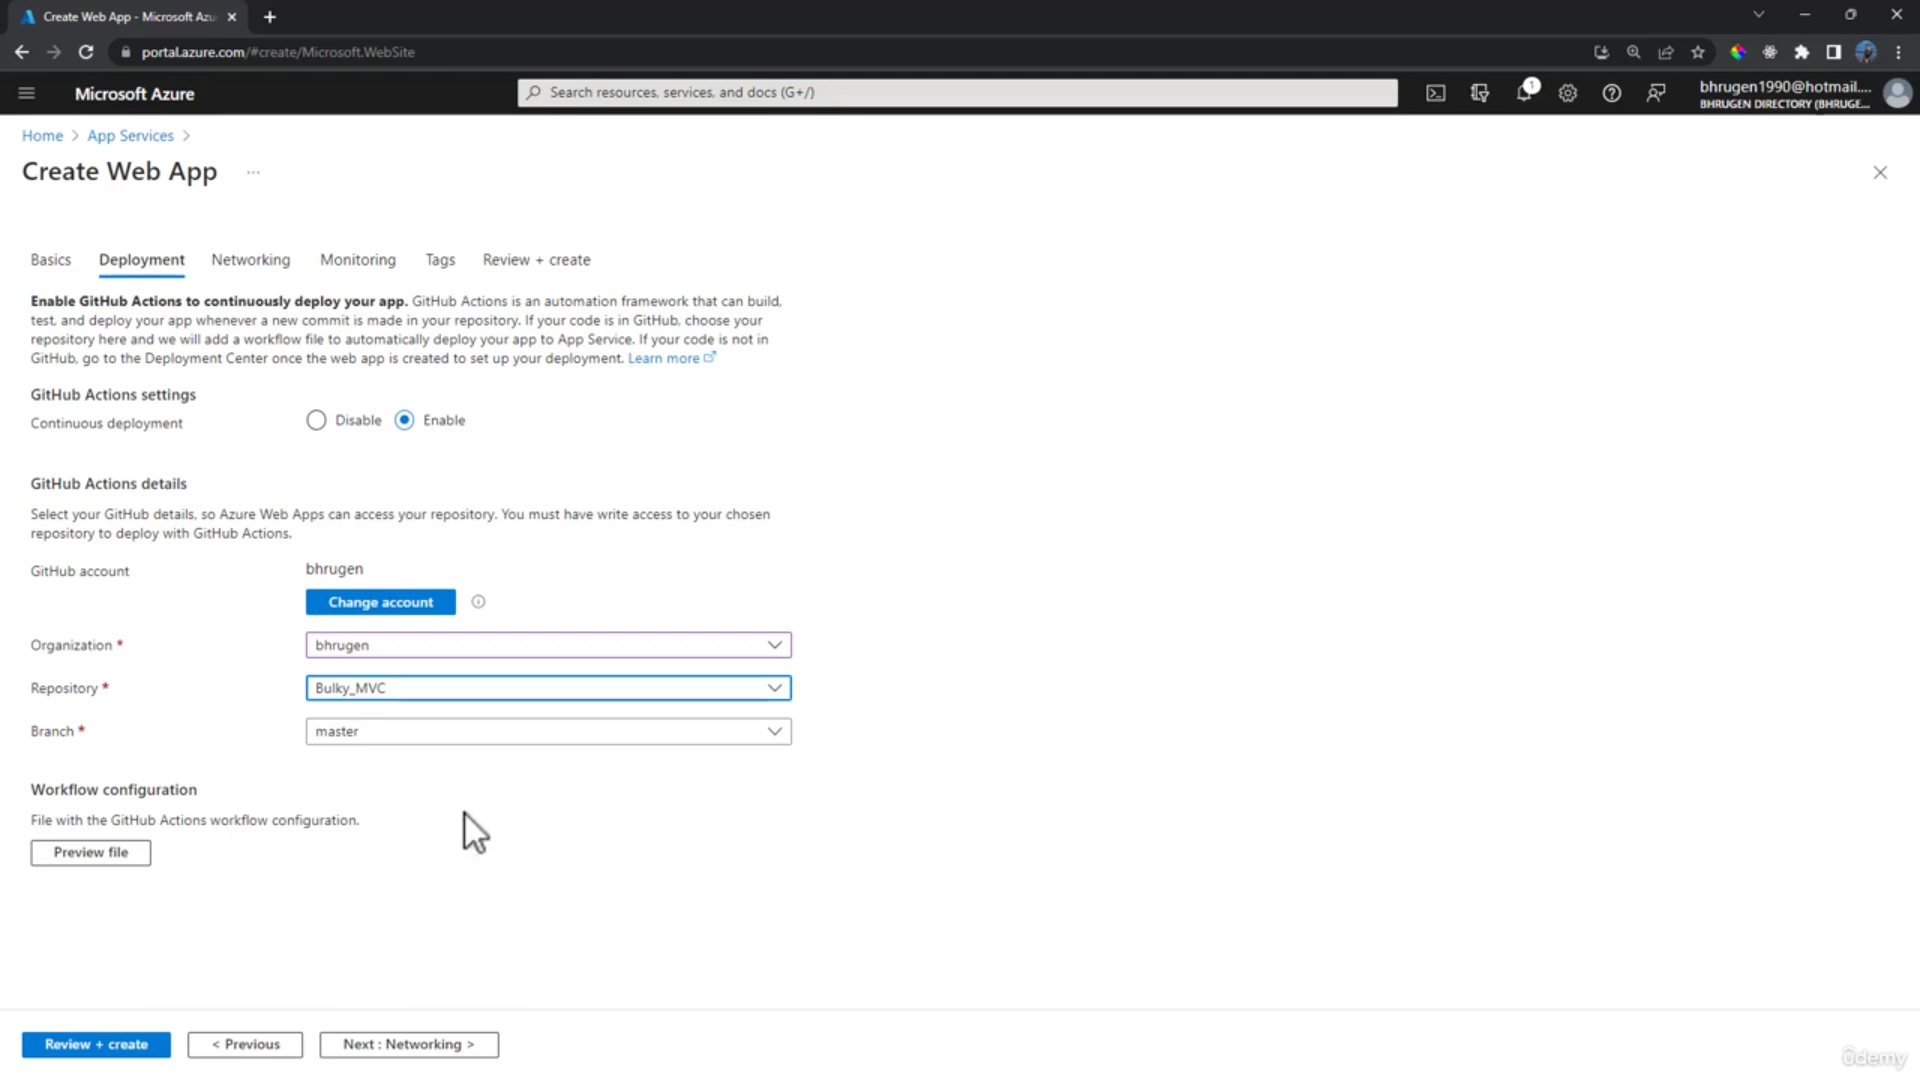 Create Web App - Microsoft Azu
portal.azure.com/#create/Microsoft.WebSite
Microsoft Azure
Search resources, services, and docs (G+/)
1
bhrugen1990@hotmail....
BHRUGEN DIRECTORY (BHRUGE...
Home > App Services >
Create Web App ...
Basics
Deployment
Networking
Monitoring
Tags
Review + create
Enable GitHub Actions to continuously deploy your app. GitHub Actions is an automation framework that can build,
test, and deploy your app whenever a new commit is made in your repository. If your code is in GitHub, choose your
repository here and we will add a workflow file to automatically deploy your app to App Service. If your code is not in
GitHub, go to the Deployment Center once the web app is created to set up your deployment. Learn more
GitHub Actions settings
Continuous deployment
Disable
Enable
GitHub Actions details
Select your GitHub details, so Azure Web Apps can access your repository. You must have write access to your chosen
repository to deploy with GitHub Actions.
GitHub account
bhrugen
Change account
Organization *
bhrugen
Repository *
Bulky_MVC
Branch *
master
Workflow configuration
File with the GitHub Actions workflow configuration.
Preview file
Review + create
< Previous
Next : Networking >
ûdemy